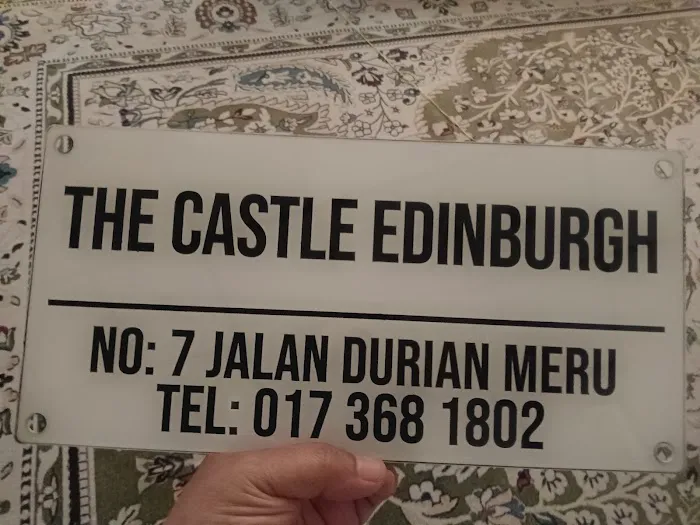 THE CASTLE EDINBURGH
NO: 7 JALAN DURIAN MERU
TEL: 017 368 1802